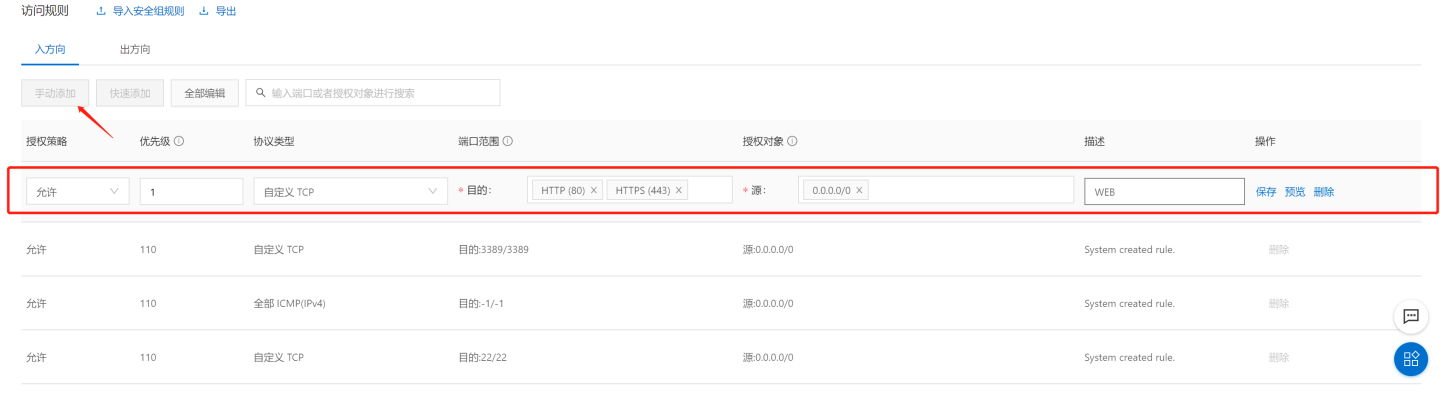 访问规则 导入安全组规则 导出
入方向 出方向
手动添加 快速添加 全部编辑 输入端口或者授权对象进行搜索
授权策略 优先级 协议类型 端口范围 授权对象 描述 操作
允许 1 自定义 TCP * 目的: HTTP (80) × HTTPS (443) × * 源: 0.0.0.0/0 × WEB 保存 预览 删除
允许 110 自定义 TCP 目的:3389/3389 源:0.0.0.0/0 System created rule. 删除
允许 110 全部 ICMP(IPv4) 目的:-1/-1 源:0.0.0.0/0 System created rule. 删除
允许 110 自定义 TCP 目的:22/22 源:0.0.0.0/0 System created rule. 删除